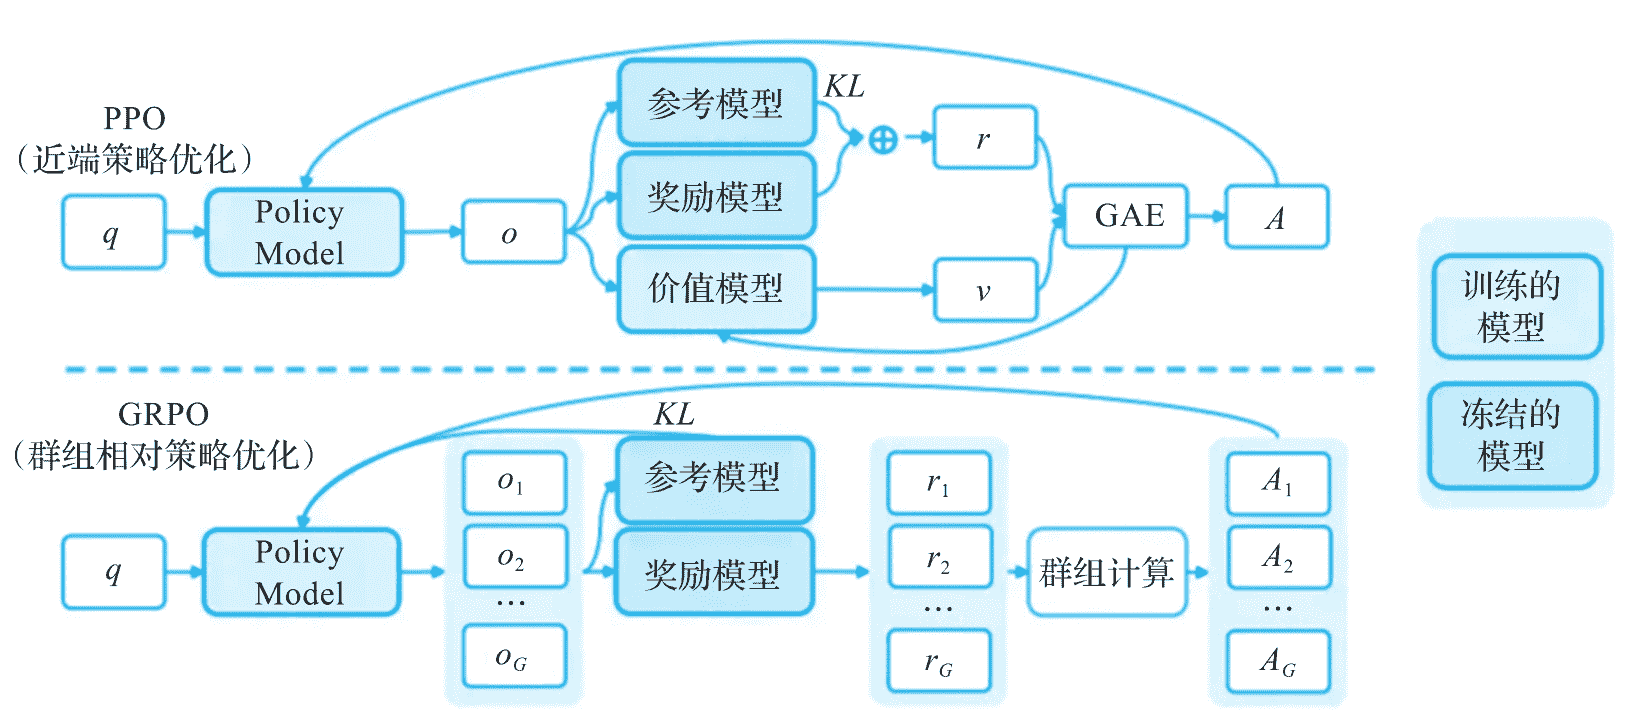 PPO
（近端策略优化）
q
Policy
Model
o
参考模型
奖励模型
价值模型
KL
⊕
r
v
GAE
A
GRPO
（群组相对策略优化）
q
Policy
Model
o1
o2
…
oG
KL
参考模型
奖励模型
r1
r2
…
rG
群组计算
A1
A2
…
AG
训练的
模型
冻结的
模型